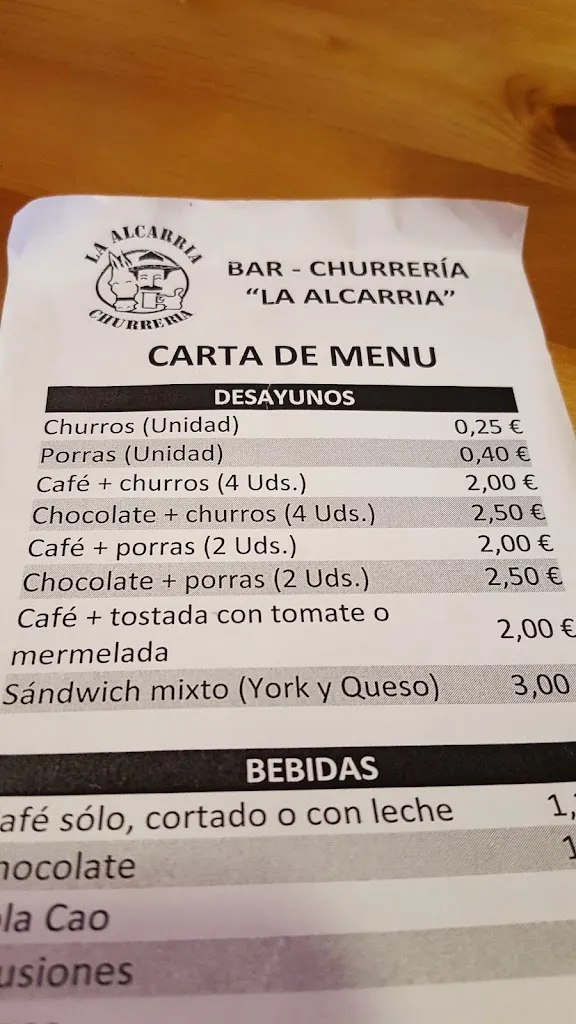 LA ALCARRIA
CHURRERIA
BAR - CHURRERÍA
“LA ALCARRIA”
CARTA DE MENU
DESAYUNOS
Churros (Unidad) 0,25 €
Porras (Unidad) 0,40 €
Café + churros (4 Uds.) 2,00 €
Chocolate + churros (4 Uds.) 2,50 €
Café + porras (2 Uds.) 2,00 €
Chocolate + porras (2 Uds.) 2,50 €
Café + tostada con tomate o
mermelada 2,00 €
Sándwich mixto (York y Queso) 3,00
BEBIDAS
afé sólo, cortado o con leche 1,
hocolate 1
la Cao
usiones